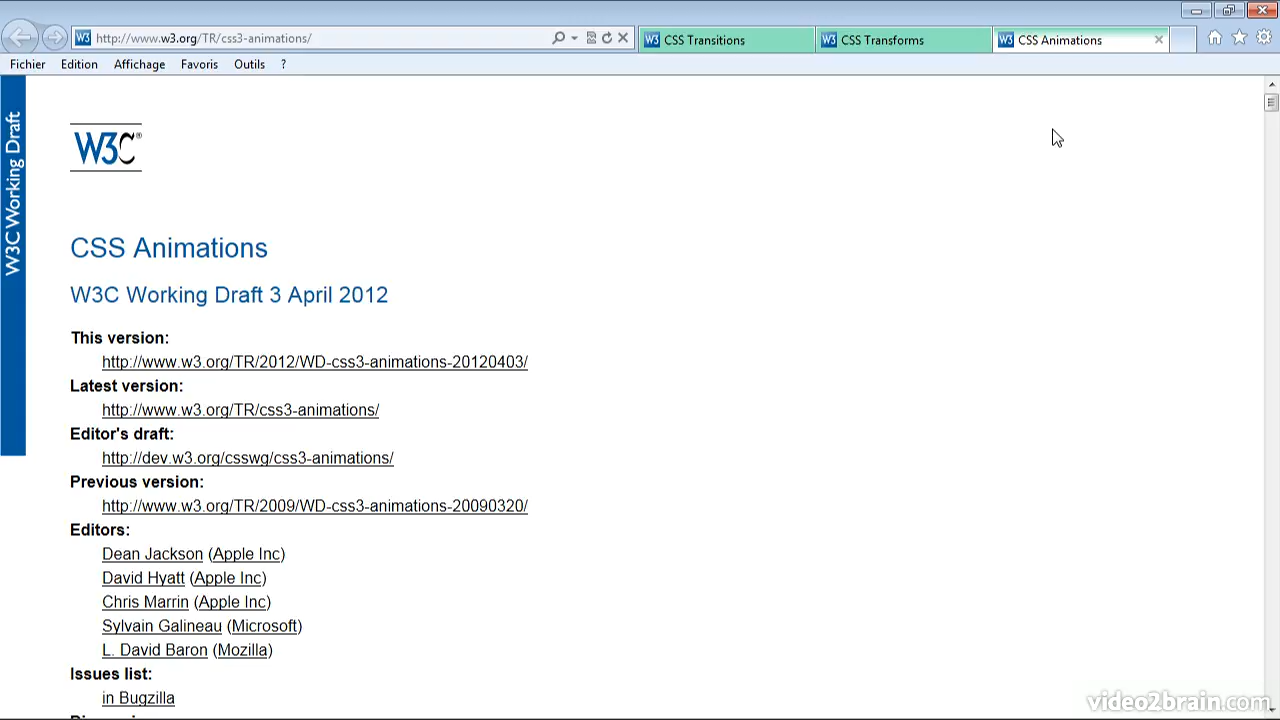 http://www.w3.org/TR/css3-animations/
CSS Transitions
CSS Transforms
CSS Animations
Fichier Edition Affichage Favoris Outils ?
W3C Working Draft
W3C®
CSS Animations
W3C Working Draft 3 April 2012
This version:
http://www.w3.org/TR/2012/WD-css3-animations-20120403/
Latest version:
http://www.w3.org/TR/css3-animations/
Editor's draft:
http://dev.w3.org/csswg/css3-animations/
Previous version:
http://www.w3.org/TR/2009/WD-css3-animations-20090320/
Editors:
Dean Jackson (Apple Inc)
David Hyatt (Apple Inc)
Chris Marrin (Apple Inc)
Sylvain Galineau (Microsoft)
L. David Baron (Mozilla)
Issues list:
in Bugzilla
video2brain.com